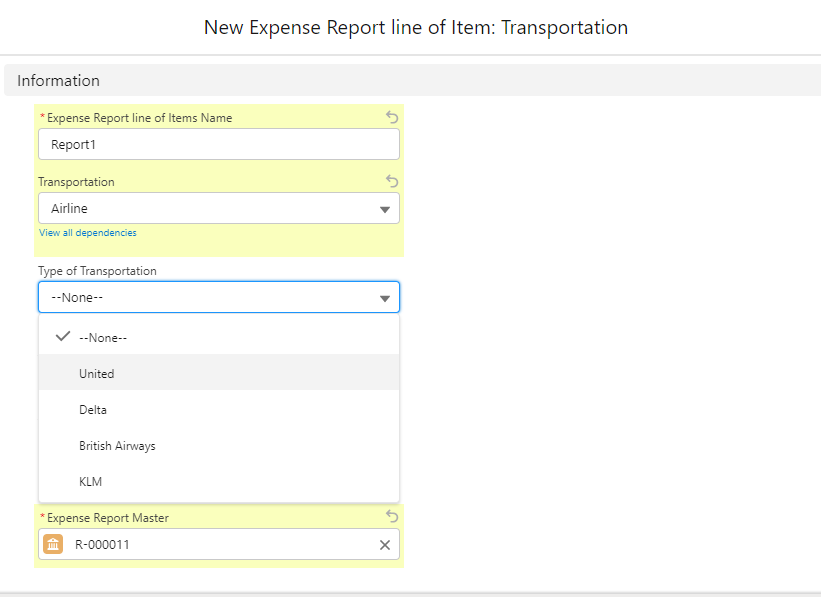 New Expense Report line of Item: Transportation
Information
*Expense Report line of Items Name
Report1
Transportation
Airline
View all dependencies
Type of Transportation
--None--
--None--
United
Delta
British Airways
KLM
*Expense Report Master
R-000011